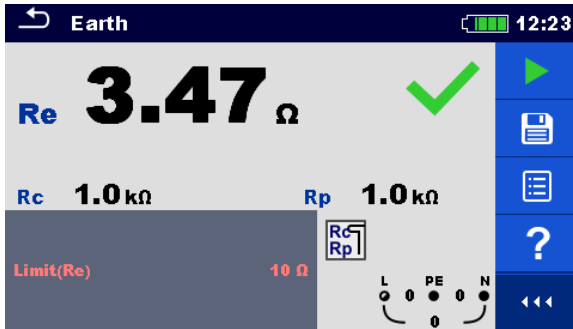 Earth 12:23
Re 3.47 Ω
Rc 1.0 kΩ Rp 1.0 kΩ
Rc
Rp
Limit(Re) 10 Ω
?
L PE N
0 0
0